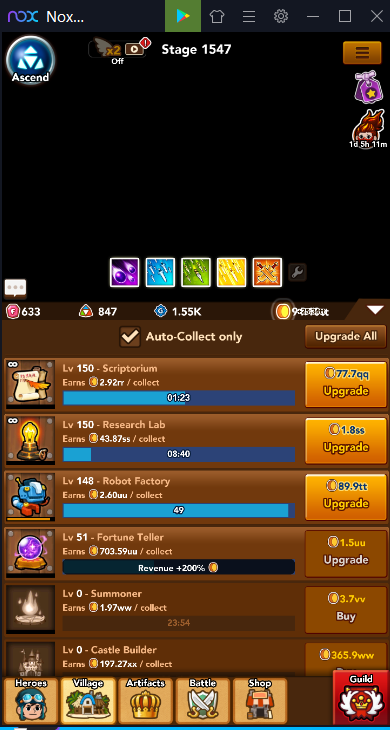 nox Nox...
Ascend
x2
Off
Stage 1547
1d 5h 11m
633
847
1.55K
Auto-Collect only
Upgrade All
Lv 150 - Scriptorium
Earns 2.92rr / collect
01:23
77.7qq
Upgrade
Lv 150 - Research Lab
Earns 43.87ss / collect
08:40
1.8ss
Upgrade
Lv 148 - Robot Factory
Earns 2.60uu / collect
49
89.9tt
Upgrade
Lv 51 - Fortune Teller
Earns 703.59uu / collect
Revenue +200%
1.5uu
Upgrade
Lv 0 - Summoner
Earns 1.97ww / collect
23:54
3.7vv
Buy
Lv 0 - Castle Builder
Earns 197.27xx / collect
365.9ww
Heroes
Village
Artifacts
Battle
Shop
Guild